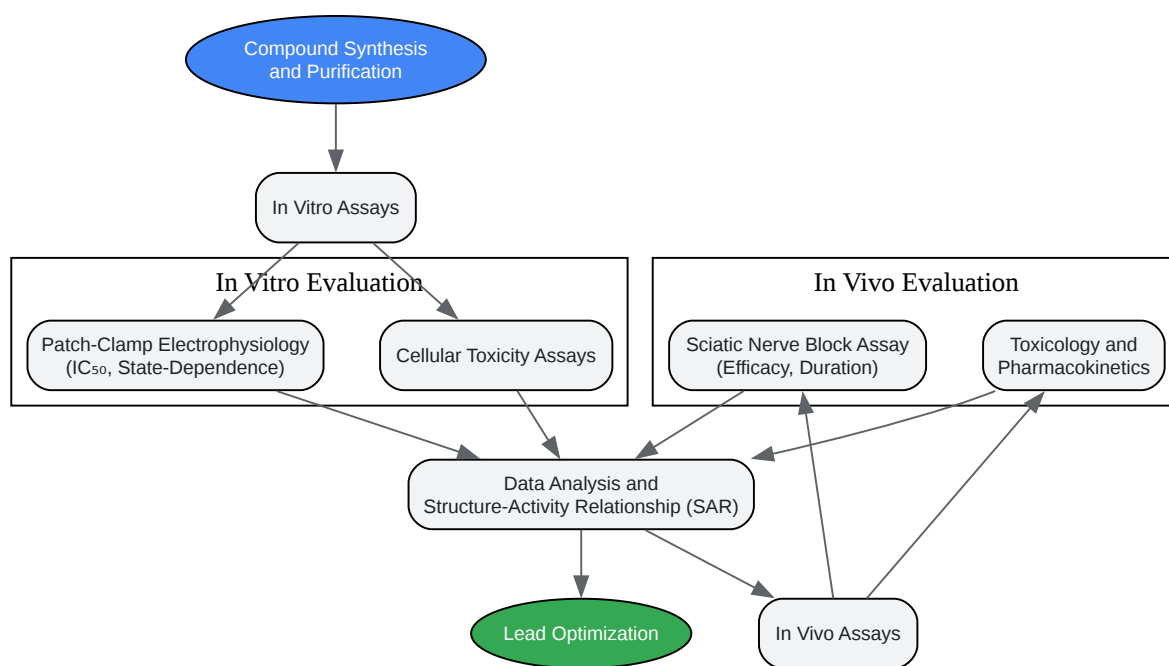 Compound Synthesis
and Purification
In Vitro Assays
In Vitro Evaluation
In Vivo Evaluation
Patch-Clamp Electrophysiology
(IC₅₀, State-Dependence)
Cellular Toxicity Assays
Sciatic Nerve Block Assay
(Efficacy, Duration)
Toxicology and
Pharmacokinetics
Data Analysis and
Structure-Activity Relationship (SAR)
Lead Optimization
In Vivo Assays